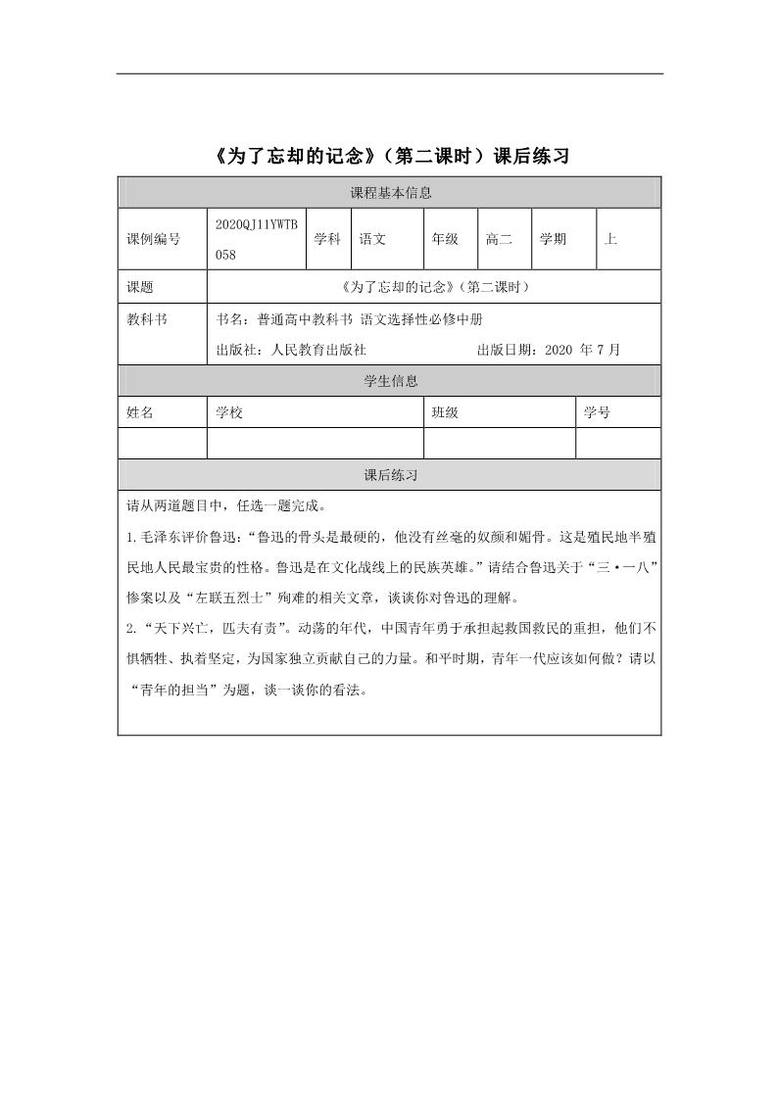 《为了忘却的记念》（第二课时）课后练习
课程基本信息
课例编号 2020QJ11YWTB058 学科 语文 年级 高二 学期 上
课题 《为了忘却的记念》（第二课时）
教科书 书名：普通高中教科书 语文选择性必修中册
出版社：人民教育出版社 出版日期：2020 年 7 月
学生信息
姓名 学校 班级 学号
课后练习
请从两道题目中，任选一题完成。
1. 毛泽东评价鲁迅：“鲁迅的骨头是最硬的，他没有丝毫的奴颜和媚骨。这是殖民地半殖
民地人民最宝贵的性格。鲁迅是在文化战线上的民族英雄。”请结合鲁迅关于“三·一八”
惨案以及“左联五烈士”殉难的相关文章，谈谈你对鲁迅的理解。
2. “天下兴亡，匹夫有责”。动荡的年代，中国青年勇于承担起救国救民的重担，他们不
惧牺牲、执着坚定，为国家独立贡献自己的力量。和平时期，青年一代应该如何做？请以
“青年的担当”为题，谈一谈你的看法。